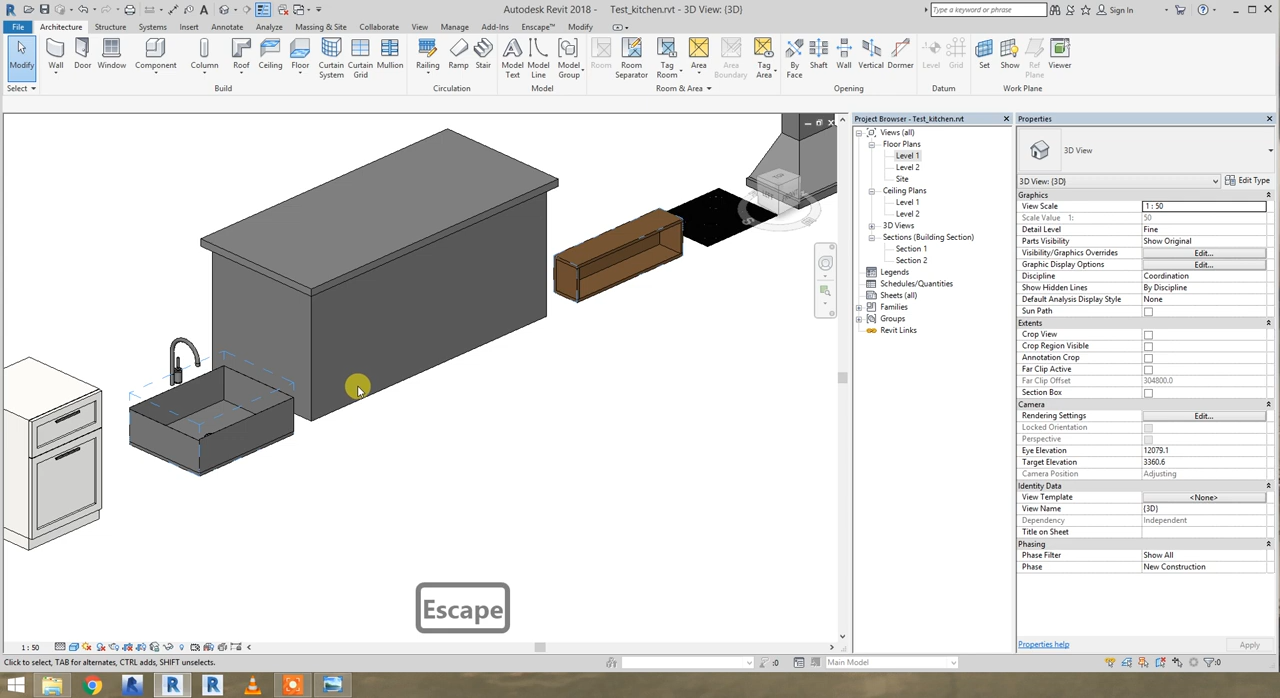 Autodesk Revit 2018 - Test_kitchen.rvt - 3D View: {3D}
Type a keyword or phrase
Sign In
File Architecture Structure Systems Insert Annotate Analyze Massing & Site Collaborate View Manage Add-Ins Escape™ Modify
Modify Wall Door Window Component Column Roof Ceiling Floor Curtain System Curtain Grid Mullion Railing Ramp Stair Model Text Model Line Model Group Room Room Separator Tag Room Area Area Boundary Tag Area By Face Shaft Wall Vertical Dormer Level Grid Set Show Ref Plane Viewer
Select Build Circulation Model Room & Area Opening Datum Work Plane
Project Browser - Test_kitchen.rvt
Views (all)
Floor Plans
Level 1
Level 2
Site
Ceiling Plans
Level 1
Level 2
3D Views
Sections (Building Section)
Section 1
Section 2
Legends
Schedules/Quantities
Sheets (all)
Families
Groups
Revit Links
Properties
3D View
3D View: {3D} Edit Type
Graphics
View Scale 1 : 50
Scale Value 1: 50
Detail Level Fine
Parts Visibility Show Original
Visibility/Graphics Overrides Edit...
Graphic Display Options Edit...
Discipline Coordination
Show Hidden Lines By Discipline
Default Analysis Display Style None
Sun Path
Extents
Crop View
Crop Region Visible
Annotation Crop
Far Clip Active
Far Clip Offset 304800.0
Section Box
Camera
Rendering Settings Edit...
Locked Orientation
Perspective
Eye Elevation 12079.1
Target Elevation 3360.6
Camera Position Adjusting
Identity Data
View Template <None>
View Name {3D}
Dependency Independent
Title on Sheet
Phasing
Phase Filter Show All
Phase New Construction
Properties help Apply
Escape
1 : 50
Click to select, TAB for alternates, CTRL adds, SHIFT unselects.
:0
Main Model
:0